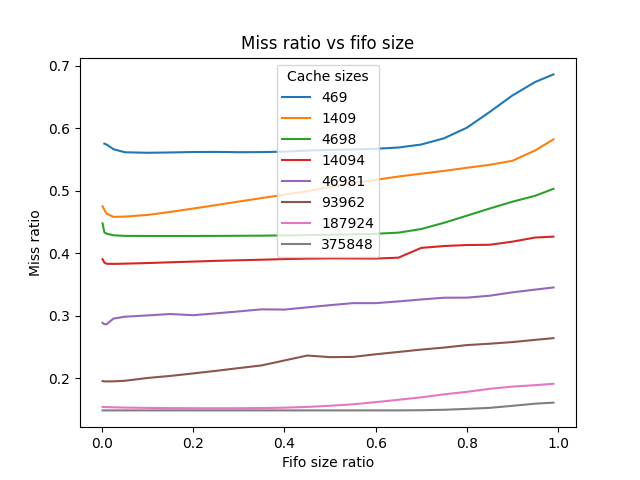 Miss ratio vs fifo size
0.7
0.6
0.5
0.4
0.3
0.2
Miss ratio
Cache sizes
469
1409
4698
14094
46981
93962
187924
375848
0.0 0.2 0.4 0.6 0.8 1.0
Fifo size ratio